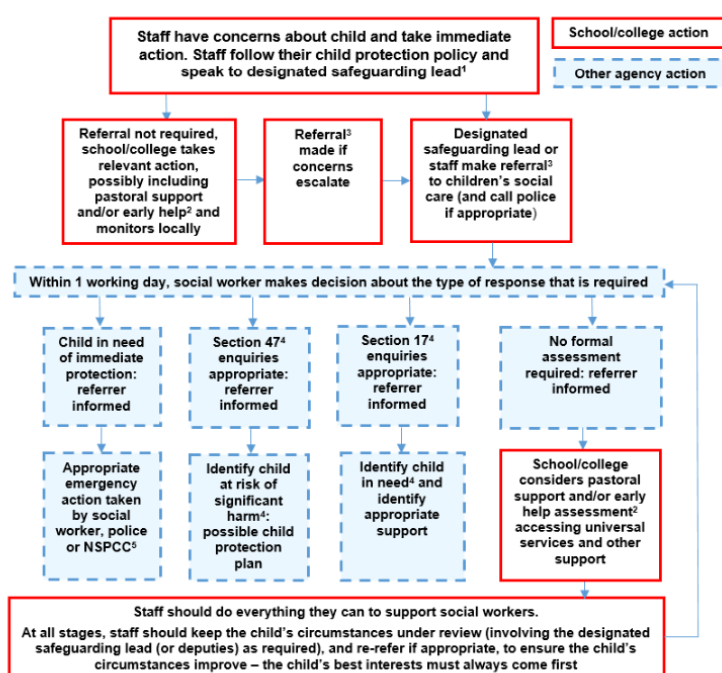 Staff have concerns about child and take immediate
action. Staff follow their child protection policy and
speak to designated safeguarding lead¹
School/college action
Other agency action
Referral not required,
school/college takes
relevant action,
possibly including
pastoral support
and/or early help² and
monitors locally
Referral³
made if
concerns
escalate
Designated
safeguarding lead or
staff make referral³
to children’s social
care (and call police
if appropriate)
Within 1 working day, social worker makes decision about the type of response that is required
Child in need
of immediate
protection:
referrer
informed
Section 47⁴
enquiries
appropriate:
referrer
informed
Section 17⁴
enquiries
appropriate:
referrer
informed
No formal
assessment
required: referrer
informed
Appropriate
emergency
action taken
by social
worker, police
or NSPCC⁵
Identify child
at risk of
significant
harm⁴:
possible child
protection
plan
Identify child
in need⁴ and
identify
appropriate
support
School/college
considers pastoral
support and/or early
help assessment²
accessing universal
services and other
support
Staff should do everything they can to support social workers.
At all stages, staff should keep the child’s circumstances under review (involving the designated
safeguarding lead (or deputies) as required), and re-refer if appropriate, to ensure the child’s
circumstances improve – the child’s best interests must always come first